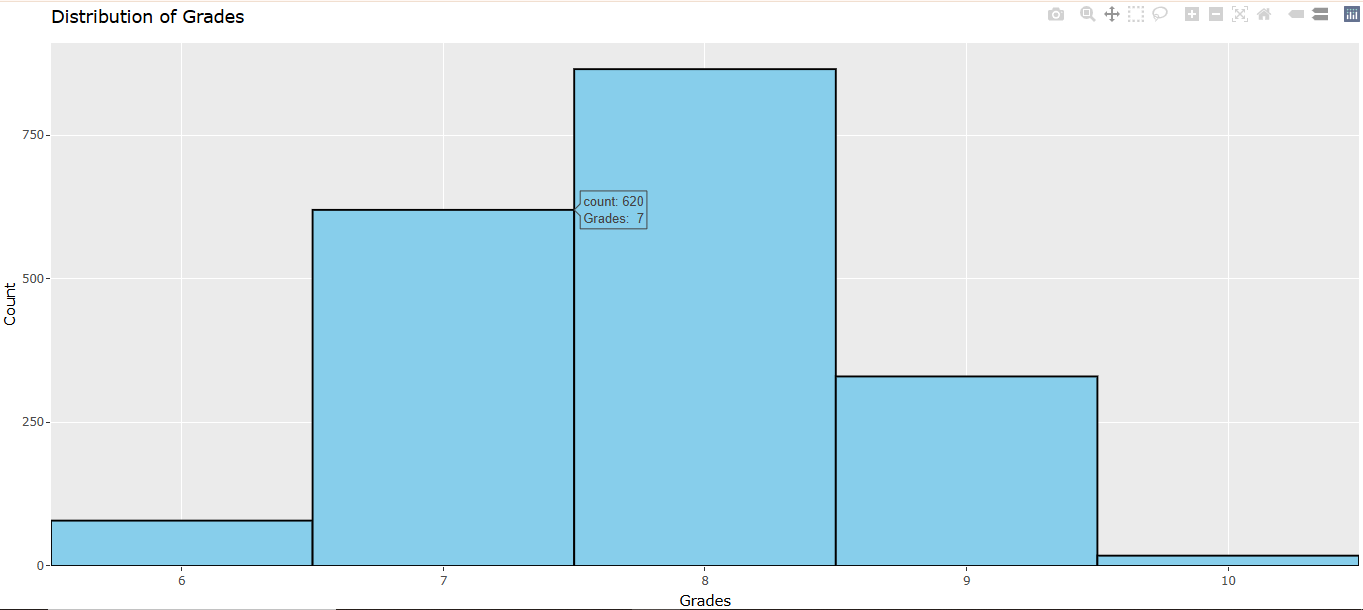 Distribution of Grades
750
500
250
0
Count
count: 620
Grades:  7
6 7 8 9 10
Grades